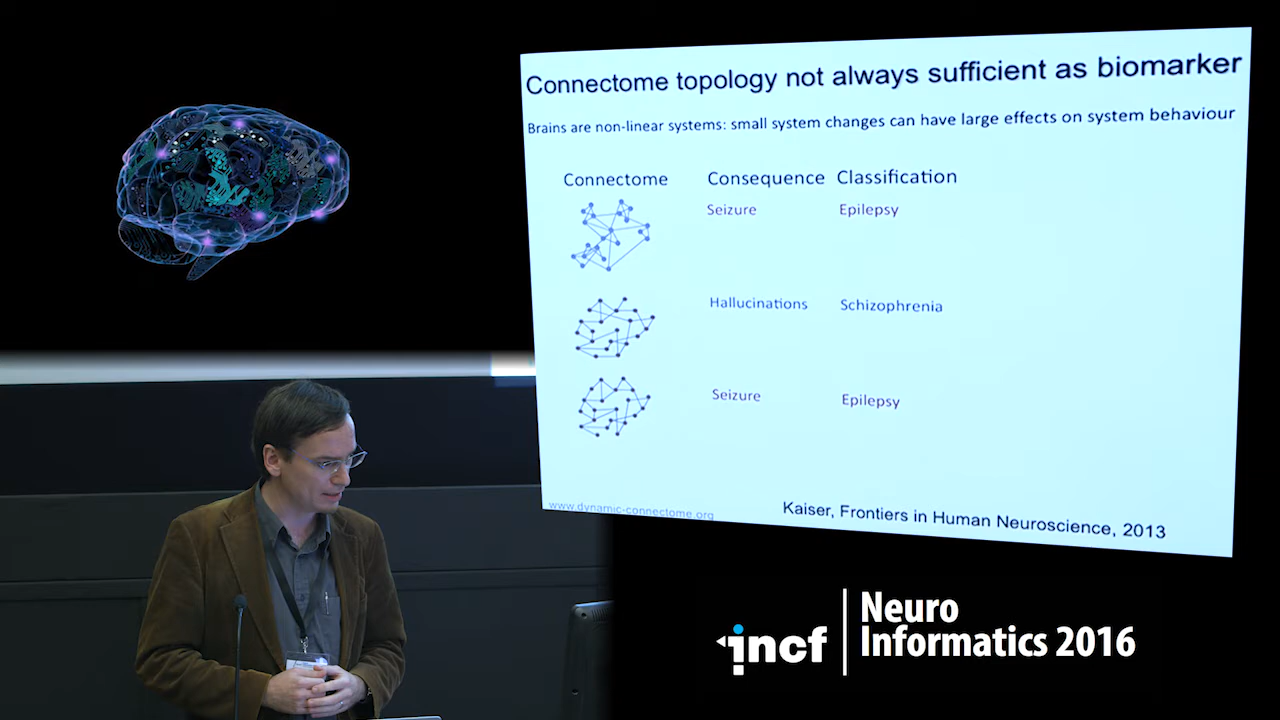 Connectome topology not always sufficient as biomarker
Brains are non-linear systems: small system changes can have large effects on system behaviour
Connectome Consequence Classification
Seizure Epilepsy
Hallucinations Schizophrenia
Seizure Epilepsy
www.dynamic-connectome.org
Kaiser, Frontiers in Human Neuroscience, 2013
incf
Neuro
Informatics 2016